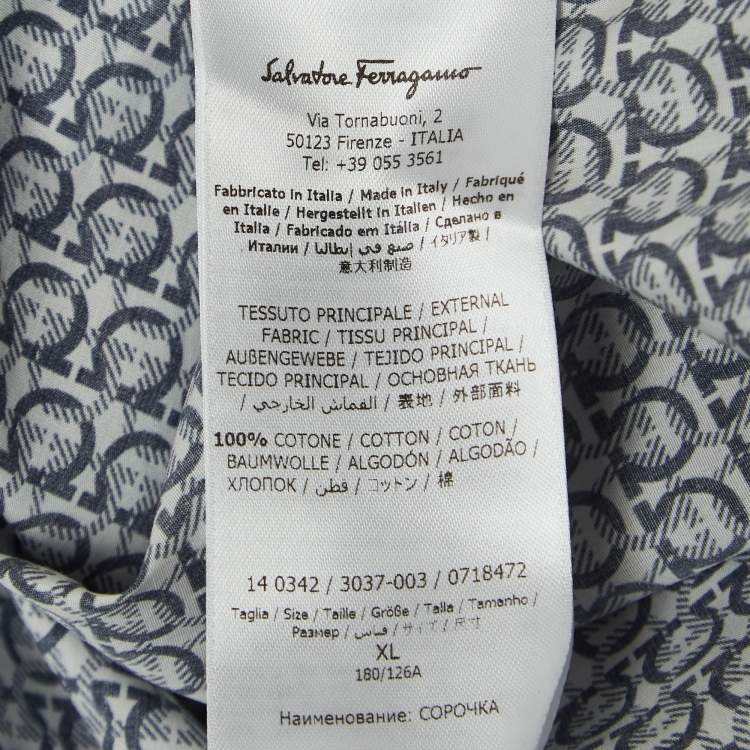 Salvatore Ferragamo
Via Tornabuoni, 2
50123 Firenze - ITALIA
Tel: +39 055 3561
Fabbricato in Italia / Made in Italy / Fabriqué
en Italie / Hergestellt in Italien / Hecho en
Italia / Fabricado em Itália / Сделано в
Италии / صنع في إيطاليا / イタリア製 /
意大利制造
TESSUTO PRINCIPALE / EXTERNAL
FABRIC / TISSU PRINCIPAL /
AUßENGEWEBE / TEJIDO PRINCIPAL /
TECIDO PRINCIPAL / ОСНОВНАЯ ТКАНЬ
/ القماش الخارجي / 表地 / 外部面料
100% COTONE / COTTON / COTON /
BAUMWOLLE / ALGODÓN / ALGODÃO /
ХЛОПОК / قطن / コットン / 棉
14 0342 / 3037-003 / 0718472
Taglia / Size / Taille / Größe / Talla / Tamanho /
Размер / قياس / サイズ / 尺寸
XL
180/126A
Наименование: СОРОЧКА